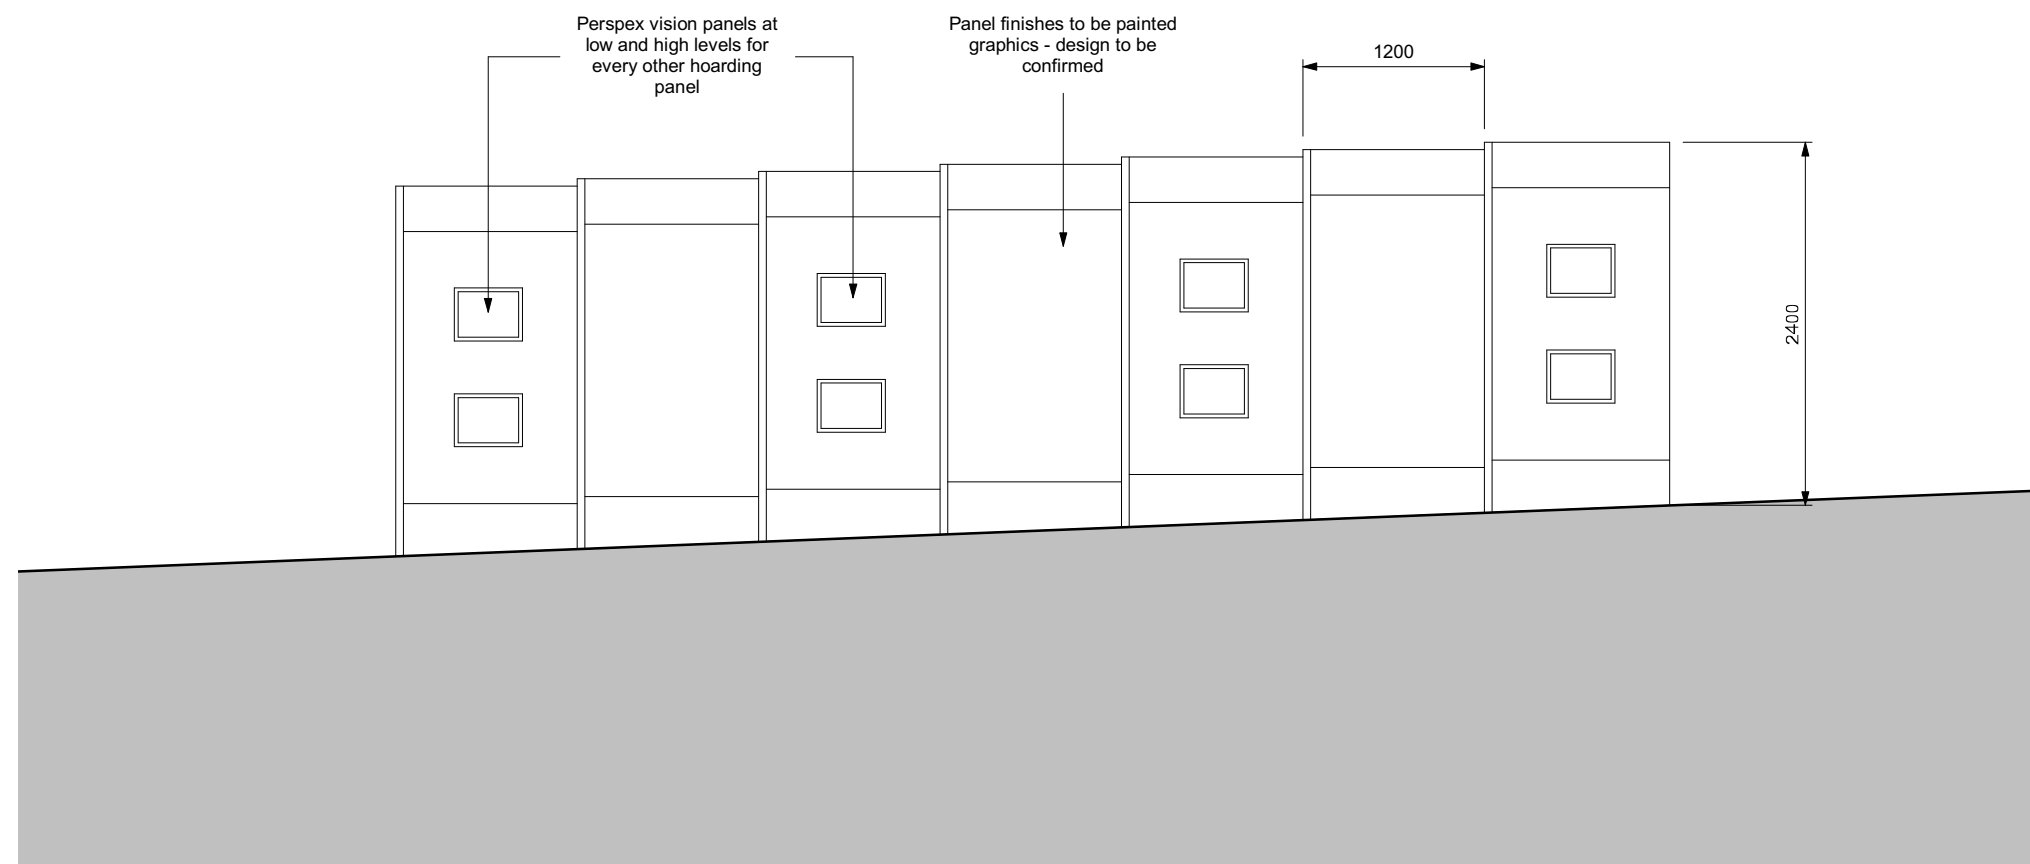 Perspex vision panels at
low and high levels for
every other hoarding
panel
Panel finishes to be painted
graphics - design to be
confirmed
1200
2400